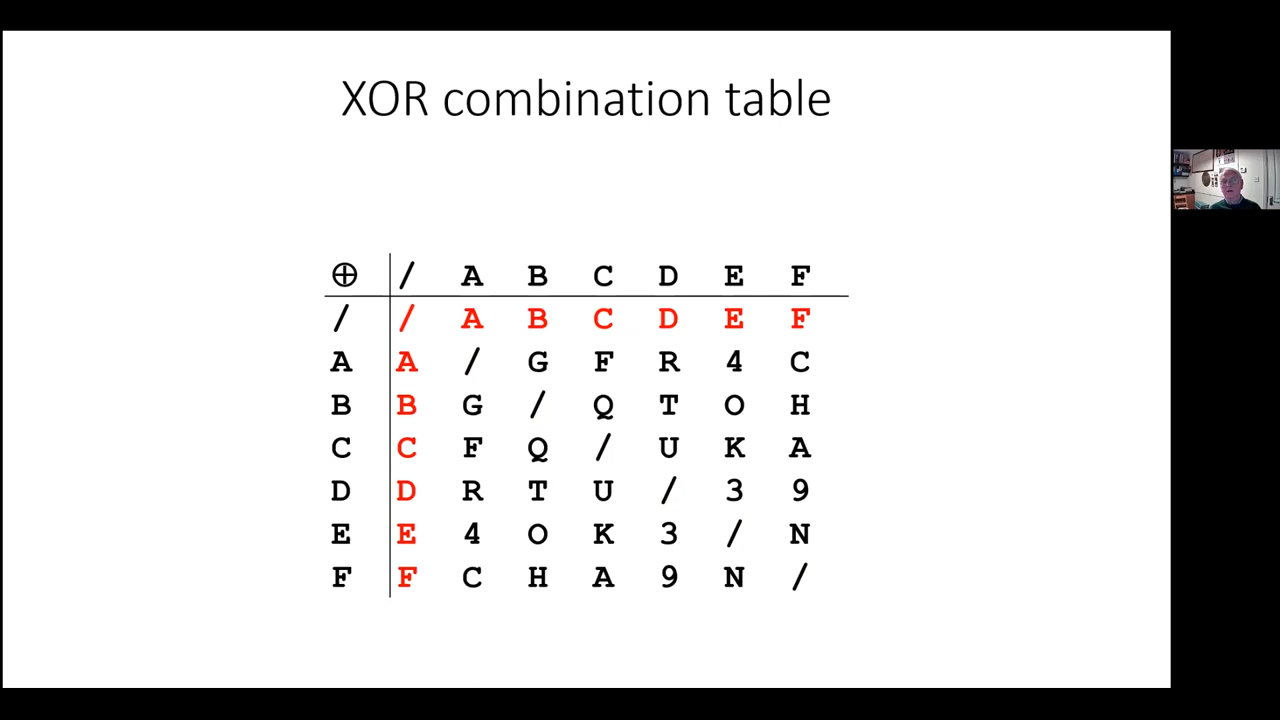 XOR combination table
⊕ / A B C D E F
/ / A B C D E F
A A / G F R 4 C
B B G / Q T O H
C C F Q / U K A
D D R T U / 3 9
E E 4 O K 3 / N
F F C H A 9 N /